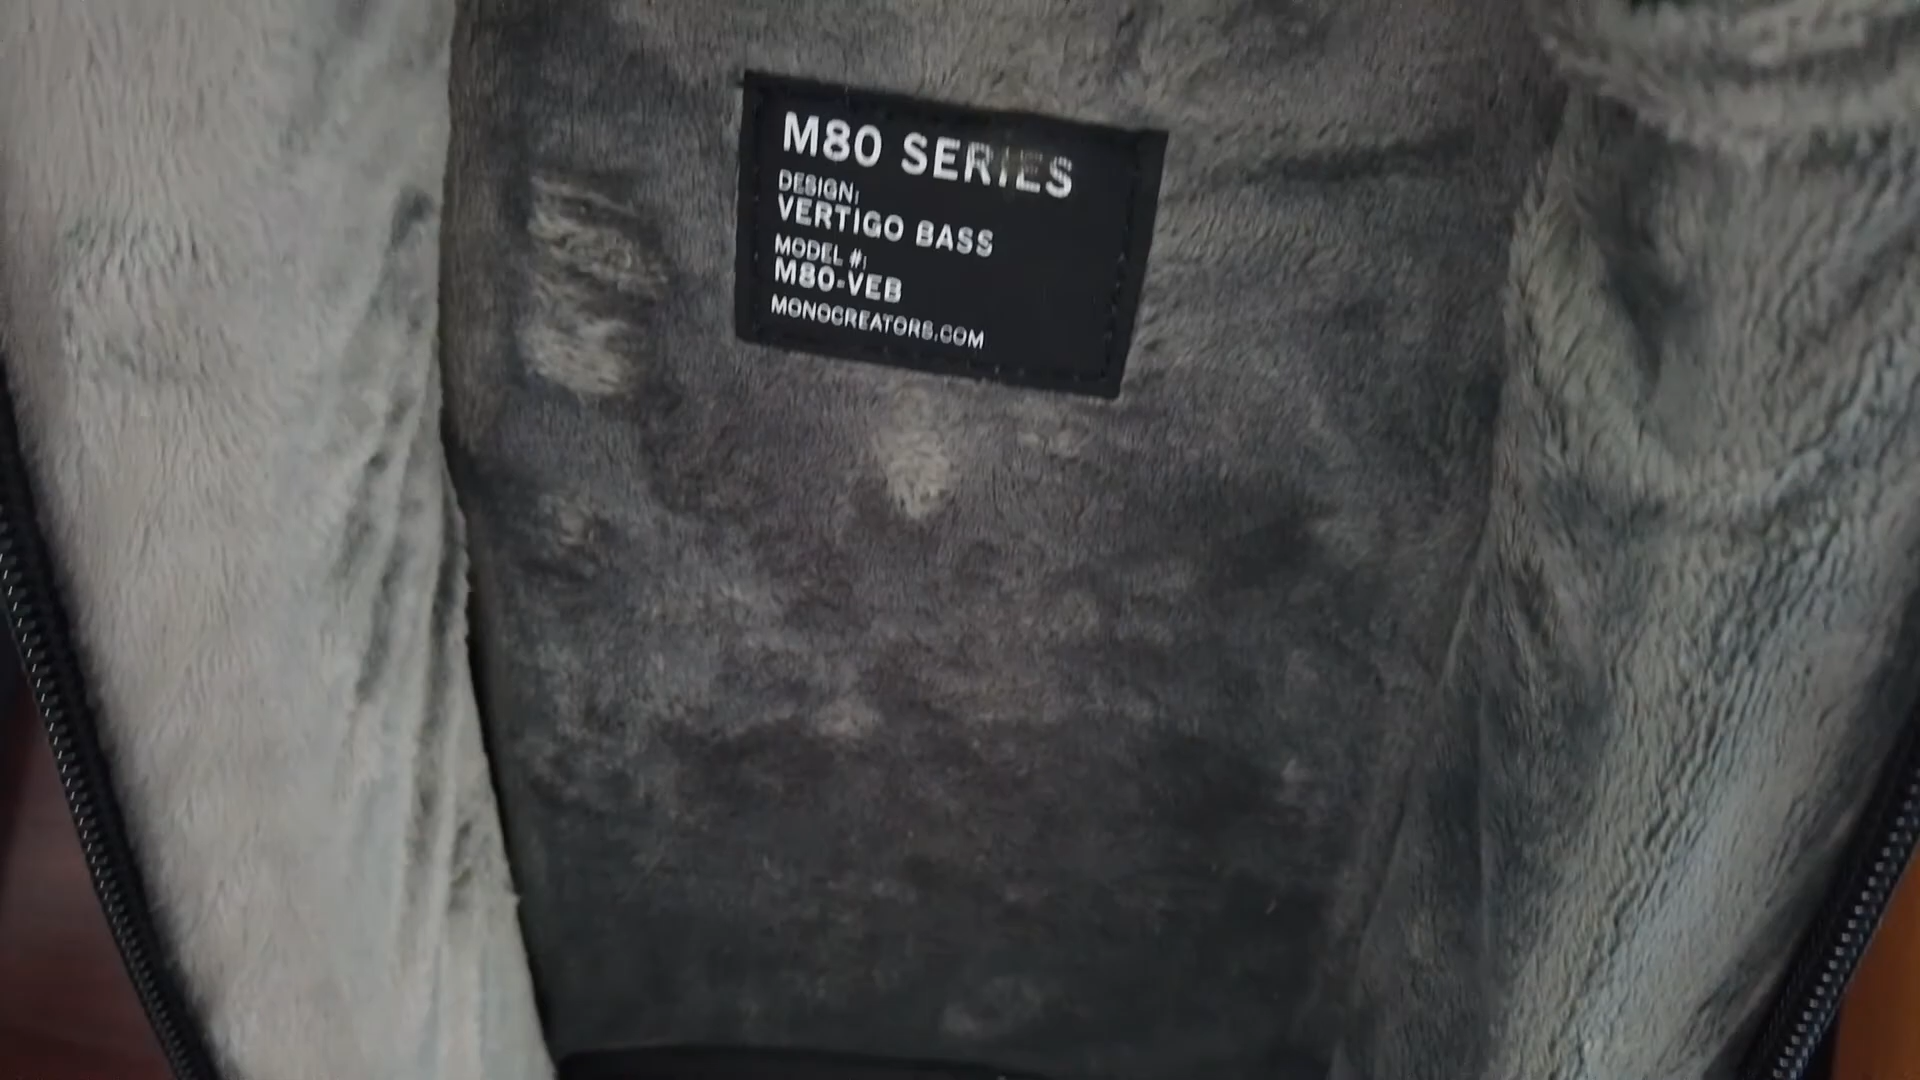 M80 SERIES
DESIGN:
VERTIGO BASS
MODEL #:
M80-VEB
MONOCREATORS.COM